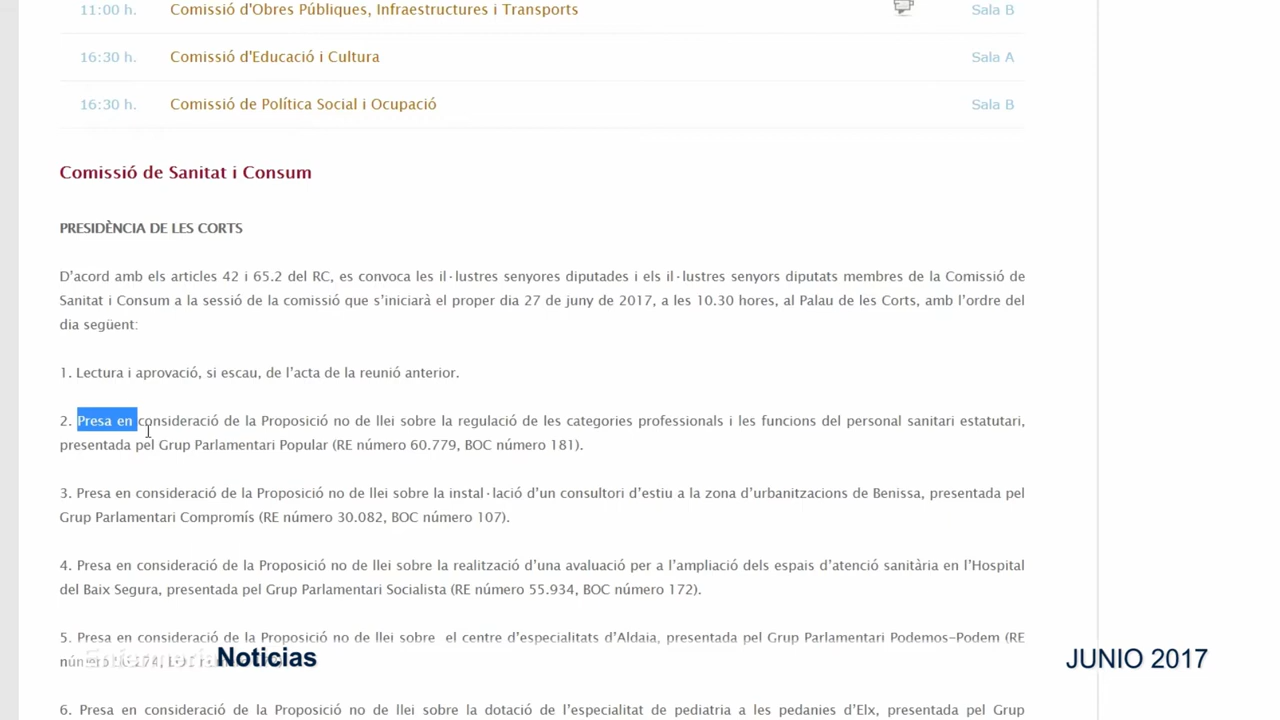 11:00 h. Comissió d'Obres Públiques, Infraestructures i Transports Sala B
16:30 h. Comissió d'Educació i Cultura Sala A
16:30 h. Comissió de Política Social i Ocupació Sala B
Comissió de Sanitat i Consum
PRESIDÈNCIA DE LES CORTS
D’acord amb els articles 42 i 65.2 del RC, es convoca les il·lustres senyores diputades i els il·lustres senyors diputats membres de la Comissió de
Sanitat i Consum a la sessió de la comissió que s’iniciarà el proper dia 27 de juny de 2017, a les 10.30 hores, al Palau de les Corts, amb l’ordre del
dia següent:
1. Lectura i aprovació, si escau, de l’acta de la reunió anterior.
2. Presa en consideració de la Proposició no de llei sobre la regulació de les categories professionals i les funcions del personal sanitari estatutari,
presentada pel Grup Parlamentari Popular (RE número 60.779, BOC número 181).
3. Presa en consideració de la Proposició no de llei sobre la instal·lació d’un consultori d’estiu a la zona d’urbanitzacions de Benissa, presentada pel
Grup Parlamentari Compromís (RE número 30.082, BOC número 107).
4. Presa en consideració de la Proposició no de llei sobre la realització d’una avaluació per a l’ampliació dels espais d’atenció sanitària en l’Hospital
del Baix Segura, presentada pel Grup Parlamentari Socialista (RE número 55.934, BOC número 172).
5. Presa en consideració de la Proposició no de llei sobre el centre d’especialitats d’Aldaia, presentada pel Grup Parlamentari Podemos-Podem (RE
Noticias
JUNIO 2017
6. Presa en consideració de la Proposició no de llei sobre la dotació de l’especialitat de pediatria a les pedanies d’Elx, presentada pel Grup